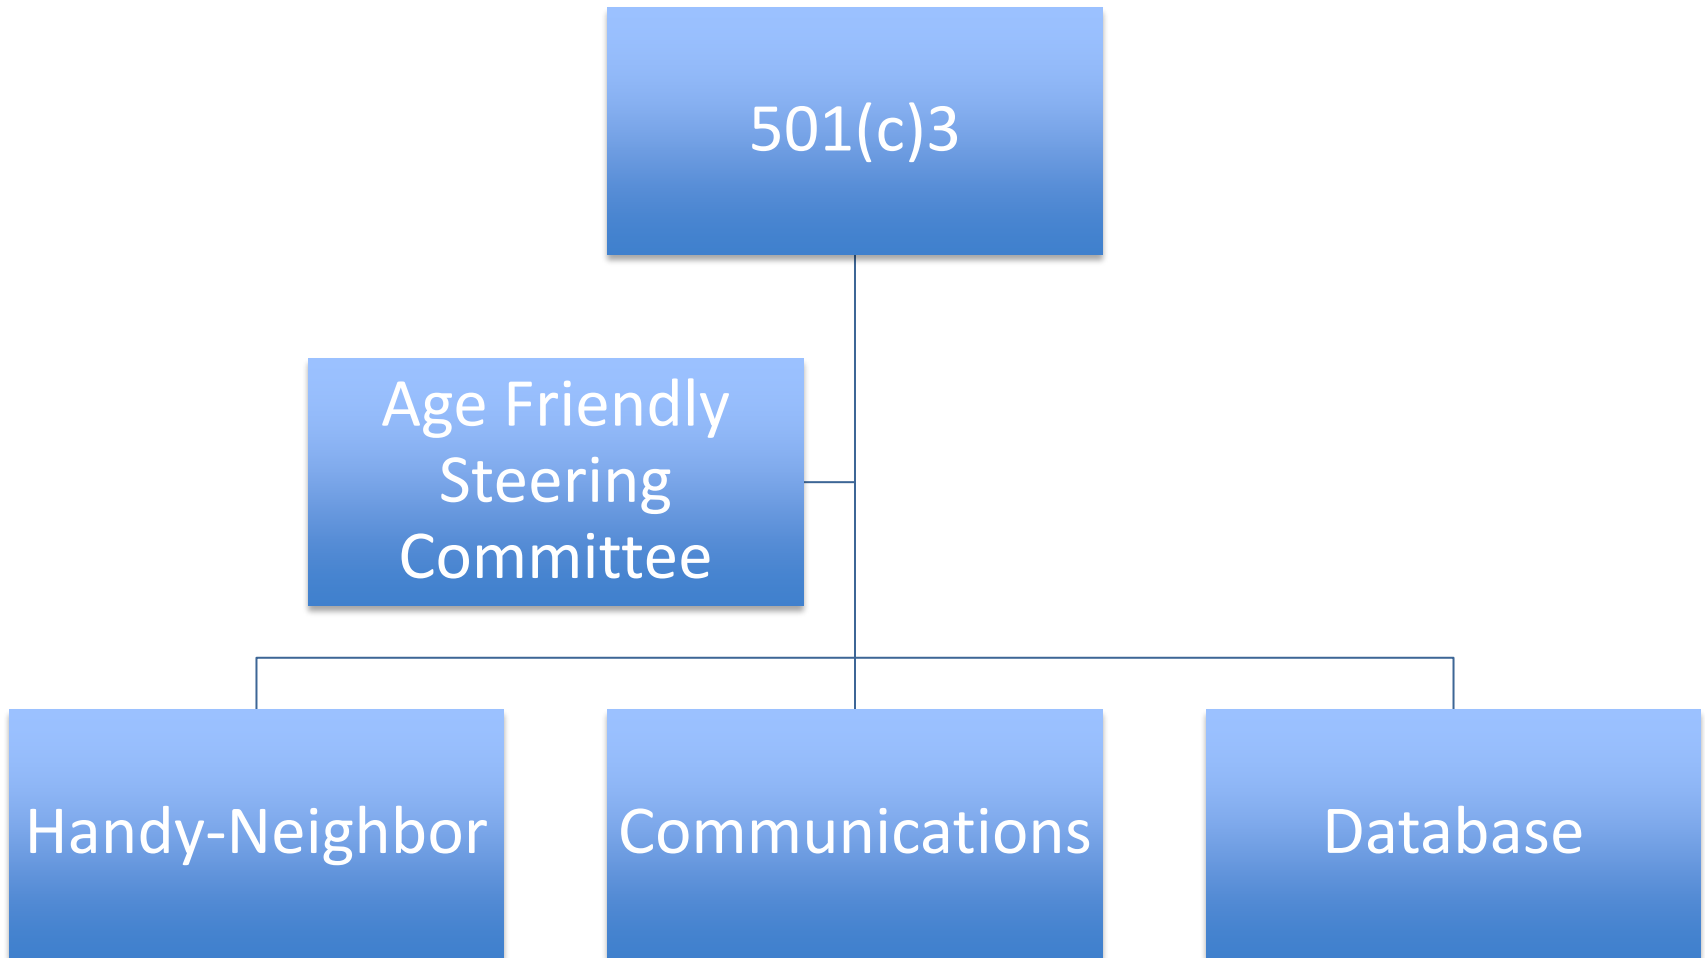 501(c)3
Age Friendly
Steering
Committee
Handy-Neighbor
Communications
Database